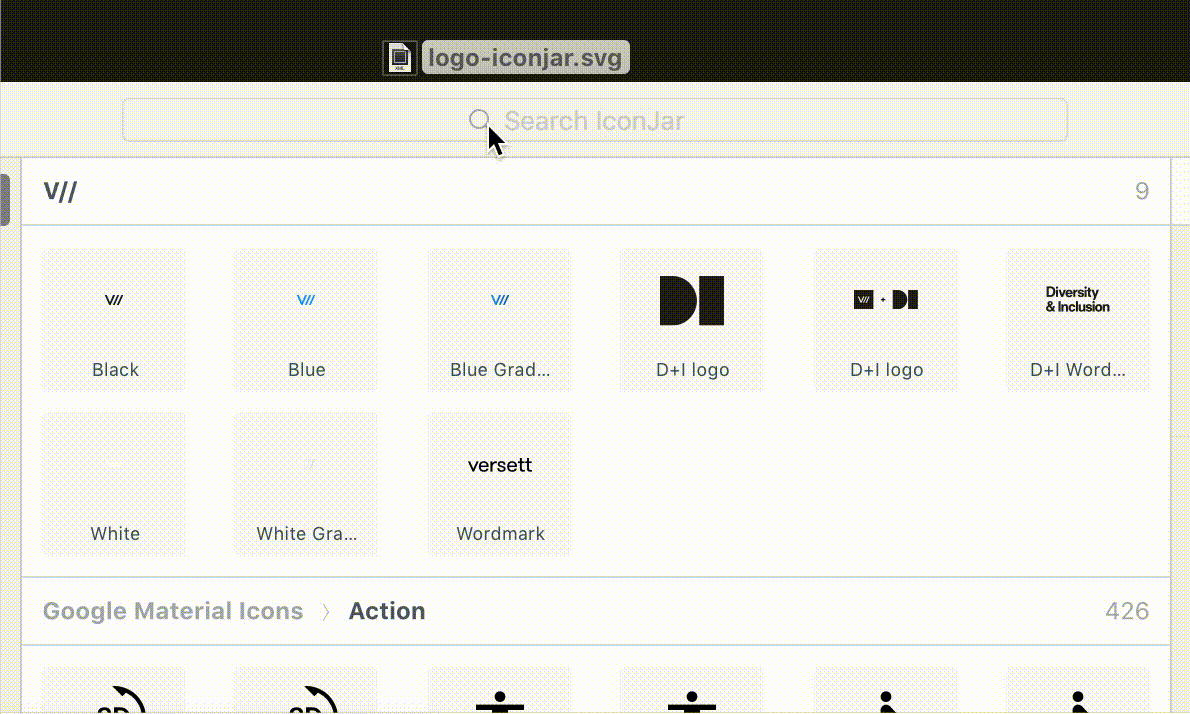 logo-iconjar.svg
Search IconJar
V// 9
V// V// V// V// + DI Diversity
& Inclusion
Black Blue Blue Grad... D+I logo D+I logo D+I Word...
versett
White White Gra... Wordmark
Google Material Icons 〉 Action 426